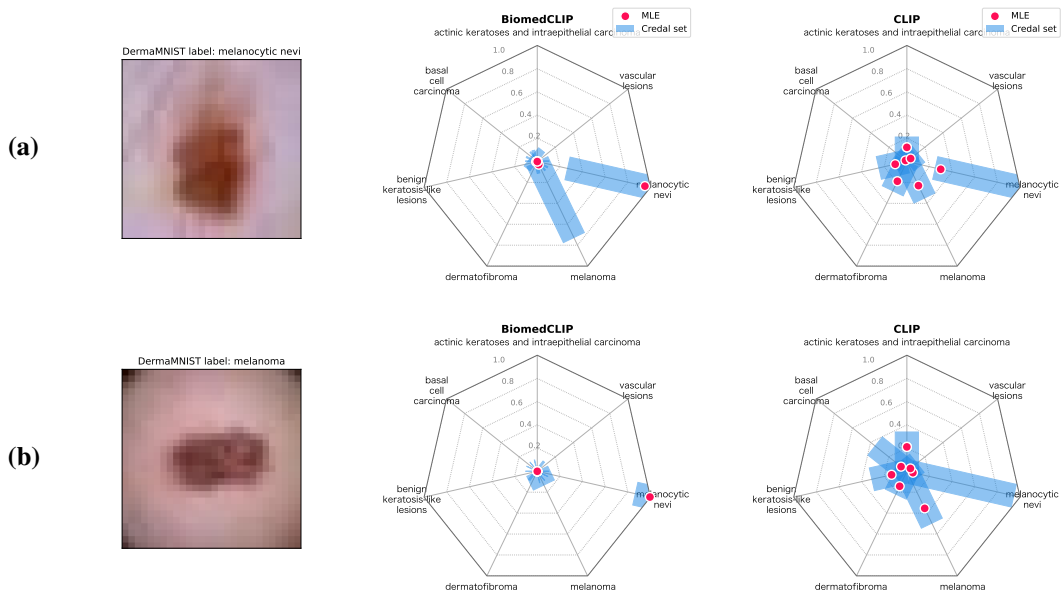 (a)
DermaMNIST label: melanocytic nevi
BiomedCLIP
MLE
Credal set
actinic keratoses and intraepithelial
1.0
0.6
0.4
0.2
basal
cell
carcinoma
vascular
lesions
benign
keratosis-like
lesions
melanocytic
nevi
dermatofibroma
melanoma
CLIP
MLE
Credal set
actinic keratoses and intraepithelial
1.0
0.8
0.6
0.4
0.2
basal
cell
carcinoma
vascular
lesions
benign
keratosis-like
lesions
melanocytic
nevi
dermatofibroma
melanoma
(b)
DermaMNIST label: melanoma
BiomedCLIP
actinic keratoses and intraepithelial carcinoma
1.0
0.8
0.6
0.4
0.2
basal
cell
carcinoma
vascular
lesions
benign
keratosis-like
lesions
melanocytic
nevi
dermatofibroma
melanoma
CLIP
actinic keratoses and intraepithelial carcinoma
1.0
0.8
0.6
0.4
basal
cell
carcinoma
vascular
lesions
benign
keratosis-like
lesions
melanocytic
nevi
dermatofibroma
melanoma